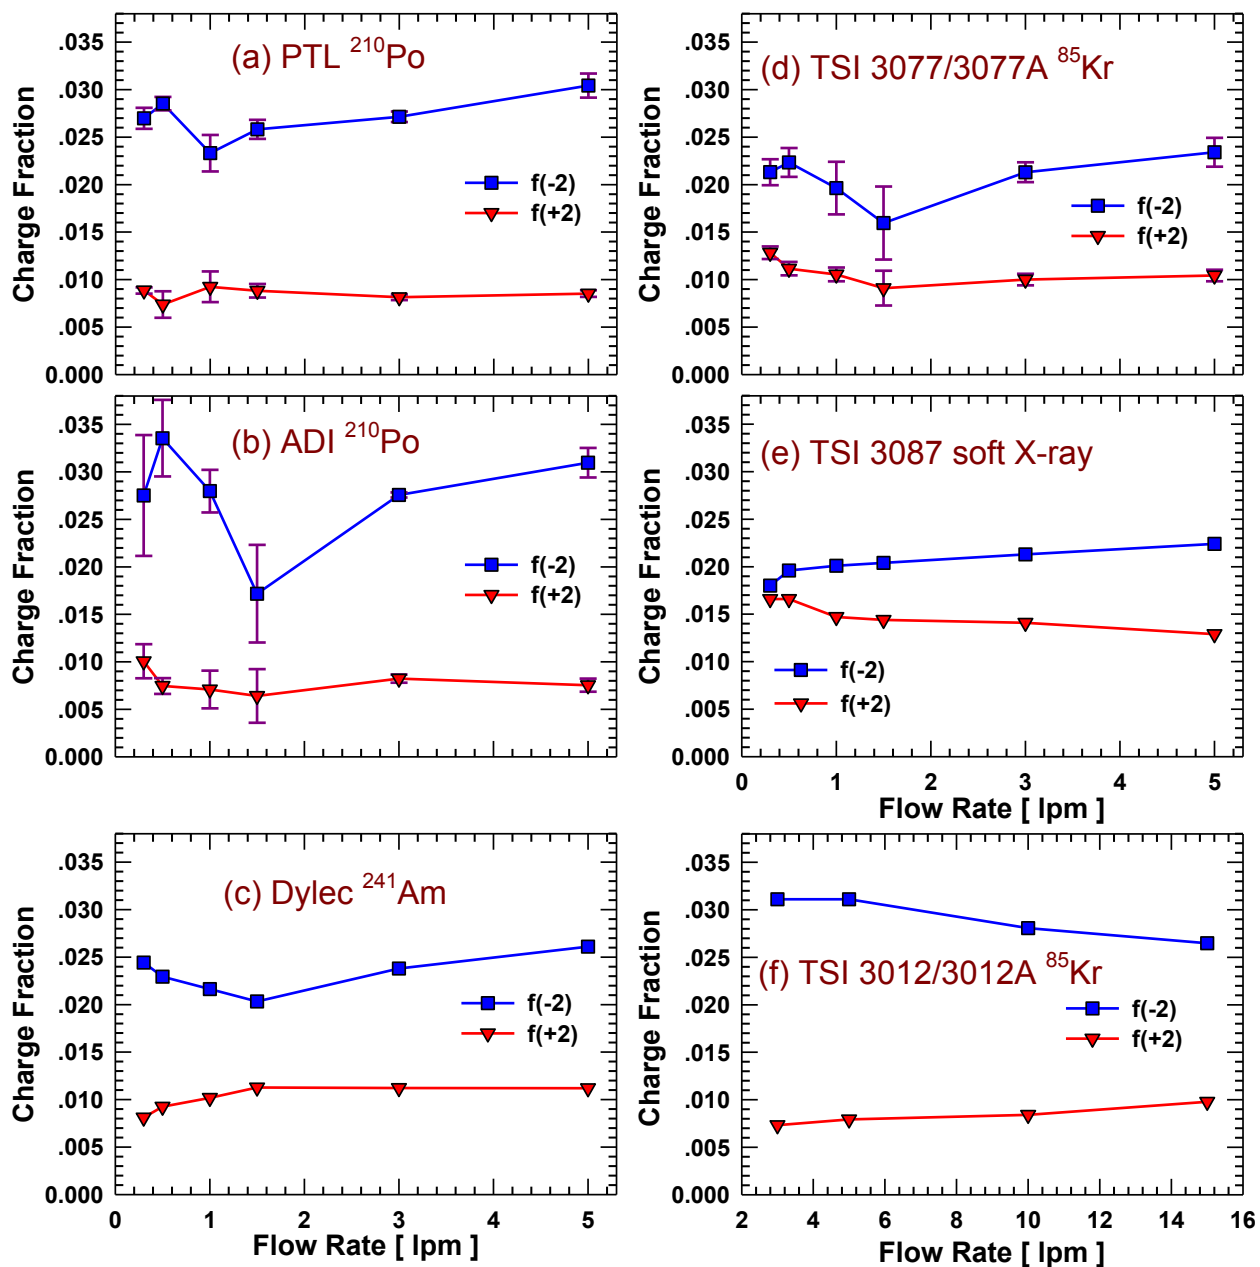 (a) PTL ²¹⁰Po
.035
.030
.025
.020
.015
.010
.005
0.000
Charge Fraction
f(-2)
f(+2)
(d) TSI 3077/3077A ⁸⁵Kr
.035
.030
.025
.020
.015
.010
.005
0.000
Charge Fraction
f(-2)
f(+2)
(b) ADI ²¹⁰Po
.035
.030
.025
.020
.015
.010
.005
0.000
Charge Fraction
f(-2)
f(+2)
(e) TSI 3087 soft X-ray
.035
.030
.025
.020
.015
.010
.005
0.000
Charge Fraction
f(-2)
f(+2)
0 1 2 3 4 5
Flow Rate [ lpm ]
(c) Dylec ²⁴¹Am
.035
.030
.025
.020
.015
.010
.005
0.000
Charge Fraction
f(-2)
f(+2)
0 1 2 3 4 5
Flow Rate [ lpm ]
(f) TSI 3012/3012A ⁸⁵Kr
.035
.030
.025
.020
.015
.010
.005
0.000
Charge Fraction
f(-2)
f(+2)
2 4 6 8 10 12 14 16
Flow Rate [ lpm ]